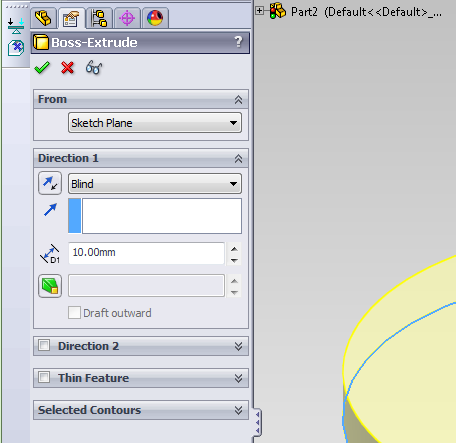 Part2 (Default<<Default>_...
Boss-Extrude ?
From
Sketch Plane
Direction 1
Blind
D1 10.00mm
Draft outward
Direction 2
Thin Feature
Selected Contours